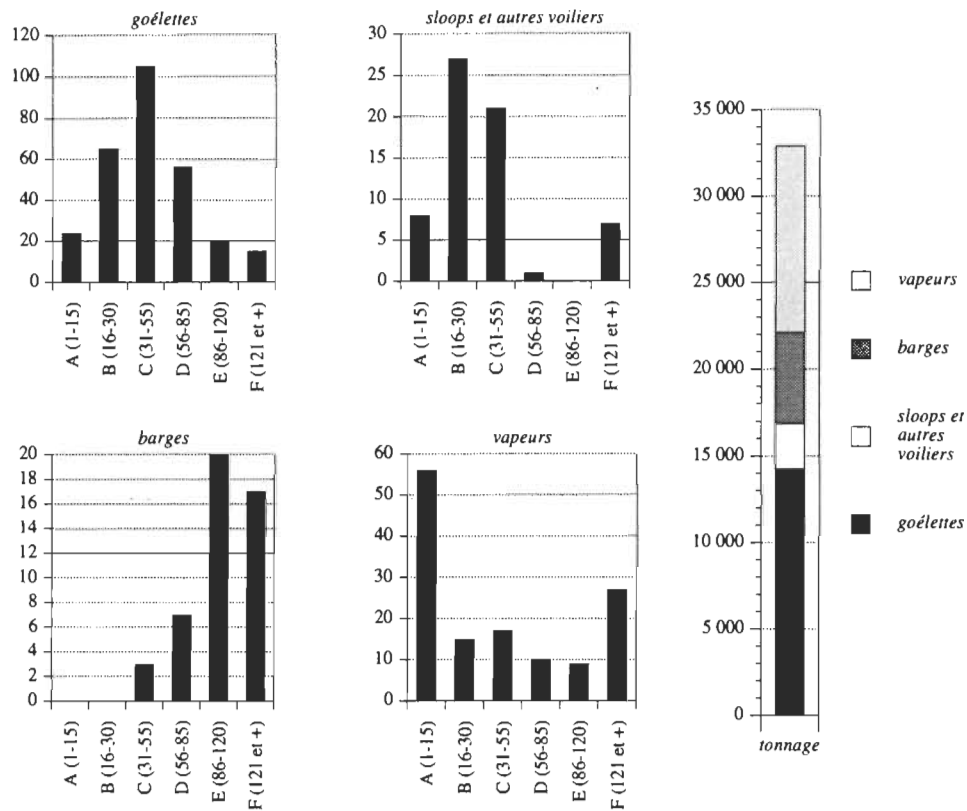 goélettes
120
100
80
60
40
20
0
A (1-15)
B (16-30)
C (31-55)
D (56-85)
E (86-120)
F (121 et +)
sloops et autres voiliers
30
25
20
15
10
5
0
A (1-15)
B (16-30)
C (31-55)
D (56-85)
E (86-120)
F (121 et +)
barges
20
18
16
14
12
10
8
6
4
2
0
A (1-15)
B (16-30)
C (31-55)
D (56-85)
E (86-120)
F (121 et +)
vapeurs
60
50
40
30
20
10
0
A (1-15)
B (16-30)
C (31-55)
D (56-85)
E (86-120)
F (121 et +)
35 000
30 000
25 000
20 000
15 000
10 000
5 000
0
tonnage
vapeurs
barges
sloops et
autres
voiliers
goélettes